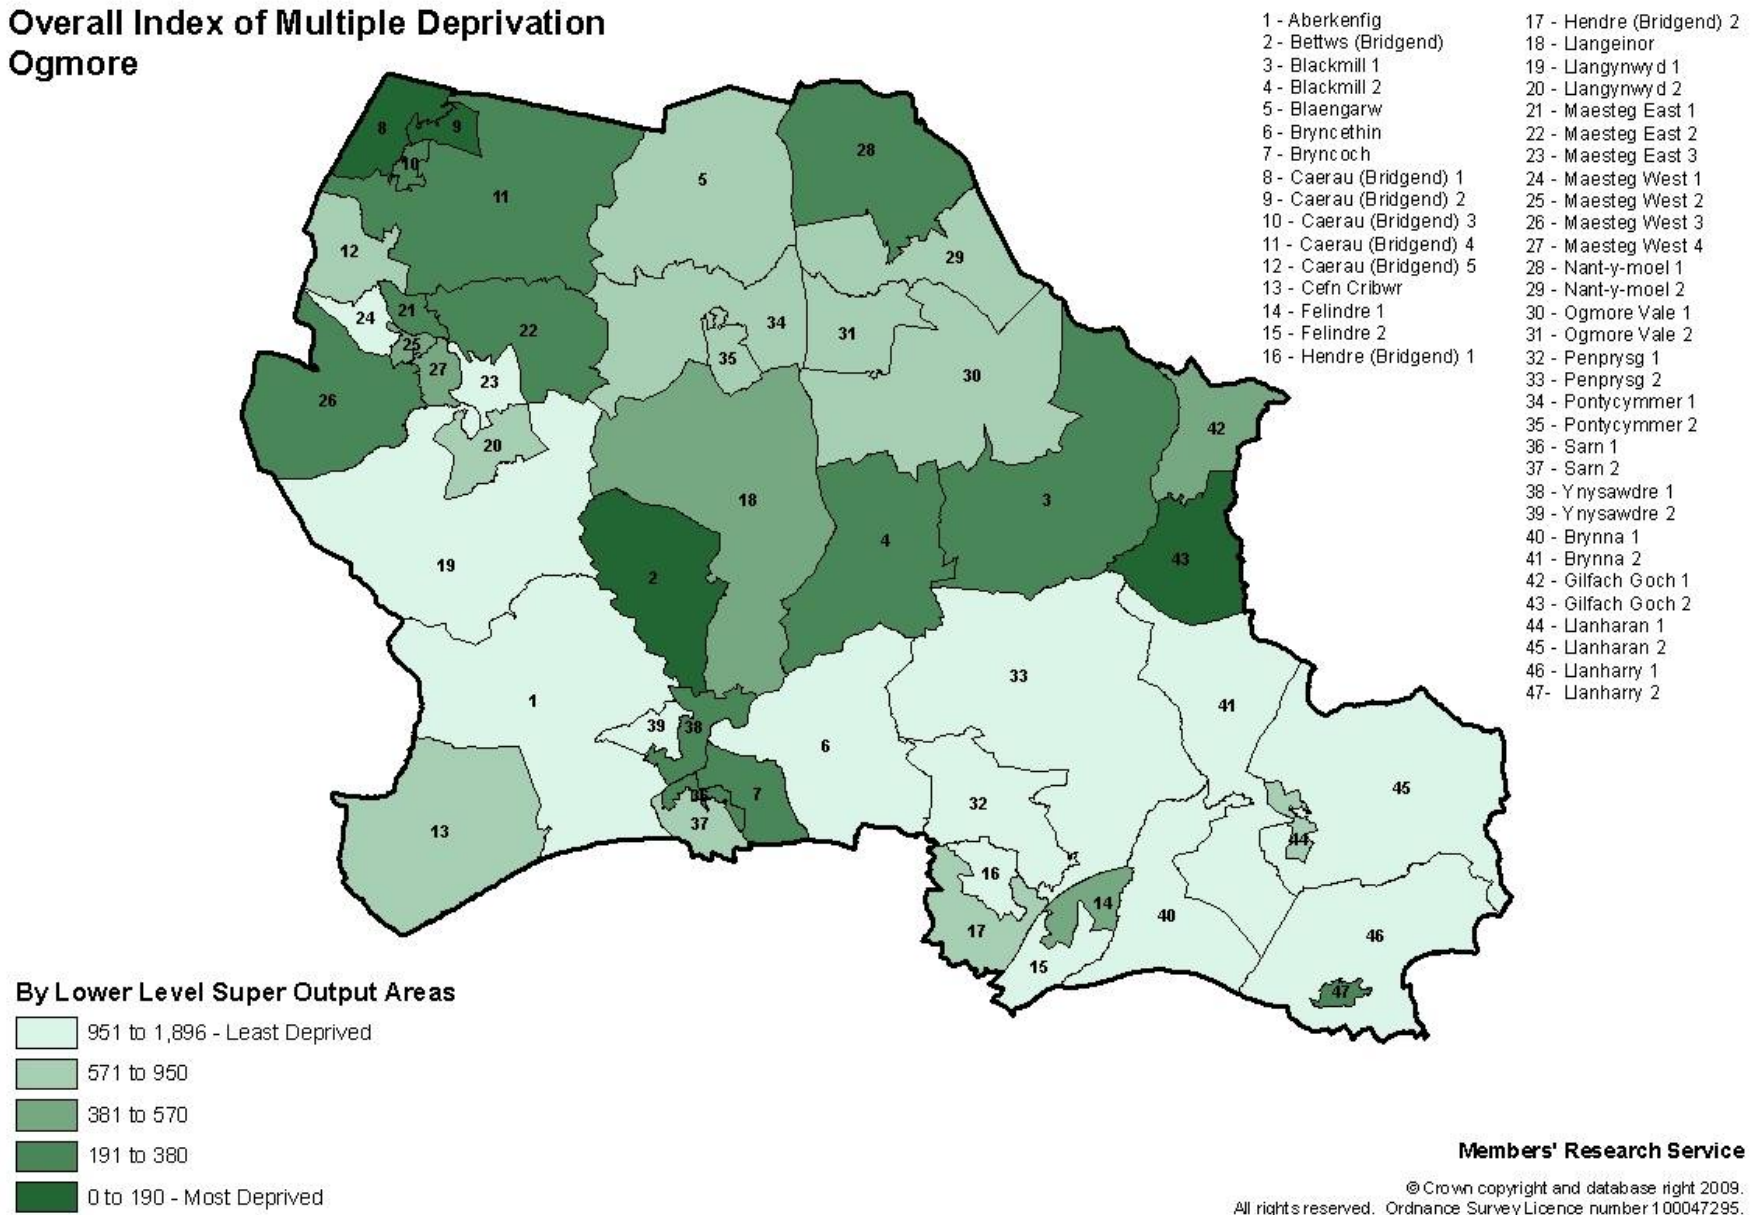 Overall Index of Multiple Deprivation
Ogmore
1 - Aberkenfig
2 - Bettws (Bridgend)
3 - Blackmill 1
4 - Blackmill 2
5 - Blaengarw
6 - Bryncethin
7 - Bryncoch
8 - Caerau (Bridgend) 1
9 - Caerau (Bridgend) 2
10 - Caerau (Bridgend) 3
11 - Caerau (Bridgend) 4
12 - Caerau (Bridgend) 5
13 - Cefn Cribwr
14 - Felindre 1
15 - Felindre 2
16 - Hendre (Bridgend) 1
17 - Hendre (Bridgend) 2
18 - Llangeinor
19 - Llangynwyd 1
20 - Llangynwyd 2
21 - Maesteg East 1
22 - Maesteg East 2
23 - Maesteg East 3
24 - Maesteg West 1
25 - Maesteg West 2
26 - Maesteg West 3
27 - Maesteg West 4
28 - Nant-y-moel 1
29 - Nant-y-moel 2
30 - Ogmore Vale 1
31 - Ogmore Vale 2
32 - Penprysg 1
33 - Penprysg 2
34 - Pontycymmer 1
35 - Pontycymmer 2
36 - Sarn 1
37 - Sarn 2
38 - Ynysawdre 1
39 - Ynysawdre 2
40 - Brynna 1
41 - Brynna 2
42 - Gilfach Goch 1
43 - Gilfach Goch 2
44 - Llanharan 1
45 - Llanharan 2
46 - Llanharry 1
47- Llanharry 2
8
9
28
10
5
11
12
29
24
21
34
22
31
25
35
27
30
23
26
42
20
18
3
4
43
19
2
33
1
41
39
38
6
45
7
36
32
37
13
44
16
14
40
17
46
15
47
By Lower Level Super Output Areas
951 to 1,896 - Least Deprived
571 to 950
381 to 570
191 to 380
0 to 190 - Most Deprived
Members' Research Service
© Crown copyright and database right 2009.
All rights reserved. Ordnance Survey Licence number 100047295.